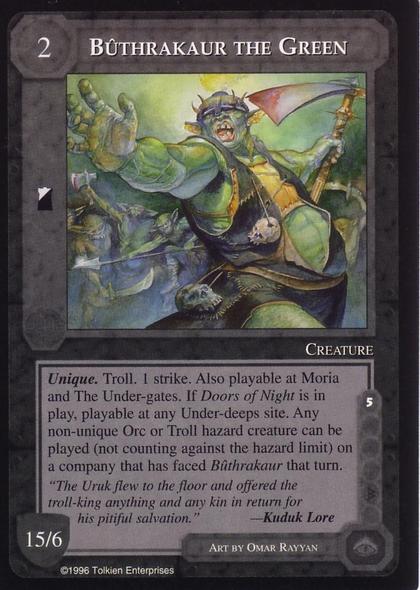 2
BÛTHRAKAUR THE GREEN
CREATURE
Unique. Troll. 1 strike. Also playable at Moria
and The Under-gates. If Doors of Night is
in play, playable at any Under-deeps site. Any
non-unique Orc or Troll hazard creature can be
played (not counting against the hazard limit) on
a company that has faced Bûthrakaur that turn.
5
“The Uruk flew to the floor and offered the
troll-king anything and any kin in return for
his pitiful salvation.” —Kuduk Lore
15/6
ART BY OMAR RAYYAN
©1996 Tolkien Enterprises